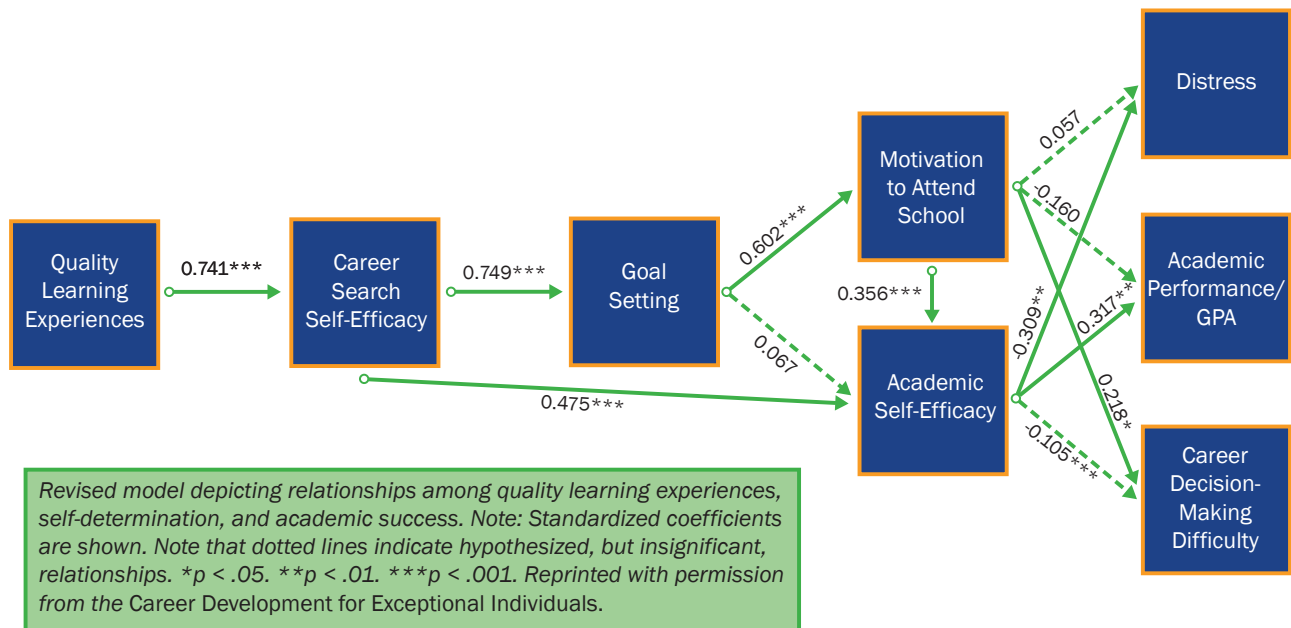 Quality
Learning
Experiences
0.741***
Career
Search
Self-Efficacy
0.749***
Goal
Setting
0.602***
0.067
0.475***
Motivation
to Attend
School
0.356***
Academic
Self-Efficacy
0.057
-0.160
-0.309**
0.317**
0.218*
-0.105***
Distress
Academic
Performance/
GPA
Career
Decision-
Making
Difficulty
Revised model depicting relationships among quality learning experiences,
self-determination, and academic success. Note: Standardized coefficients
are shown. Note that dotted lines indicate hypothesized, but insignificant,
relationships. *p < .05. **p < .01. ***p < .001. Reprinted with permission
from the Career Development for Exceptional Individuals.